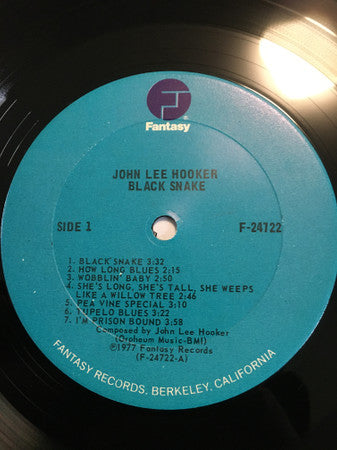 Fantasy
JOHN LEE HOOKER
BLACK SNAKE
SIDE 1 F-24722
1. BLACK SNAKE 3:32
2. HOW LONG BLUES 2:15
3. WOBBLIN' BABY 2:50
4. SHE'S LONG, SHE'S TALL, SHE WEEPS
LIKE A WILLOW TREE 2:46
5. PEA VINE SPECIAL 3:10
6. TUPELO BLUES 3:22
7. I'M PRISON BOUND 3:58
Composed by John Lee Hooker
(Orpheum Music-BMI)
℗1977 Fantasy Records
(F-24722-A)
FANTASY RECORDS, BERKELEY, CALIFORNIA